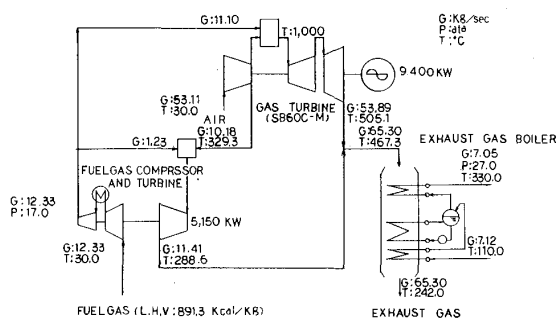 G:11.10
T:1,000
G:Kg/sec
P:ata
T:°C
9.400KW
G:53.11
T:30.0
AIR
GAS TURBINE
(SB60C-M)
G:53.89
T:505.1
G:10.18
T:329.3
G:65.30
T:467.3
EXHAUST GAS BOILER
G:1.23
G:7.05
P:27.0
T:330.0
FUELGAS COMPRSSOR
AND TURBINE
G:12.33
P:17.0
M
5,150 KW
G:12.33
T:30.0
G:11.41
T:288.6
G:7.12
T:110.0
G:65.30
T:242.0
FUELGAS (L.H.V:891.3 Kcal/Kg)
EXHAUST GAS